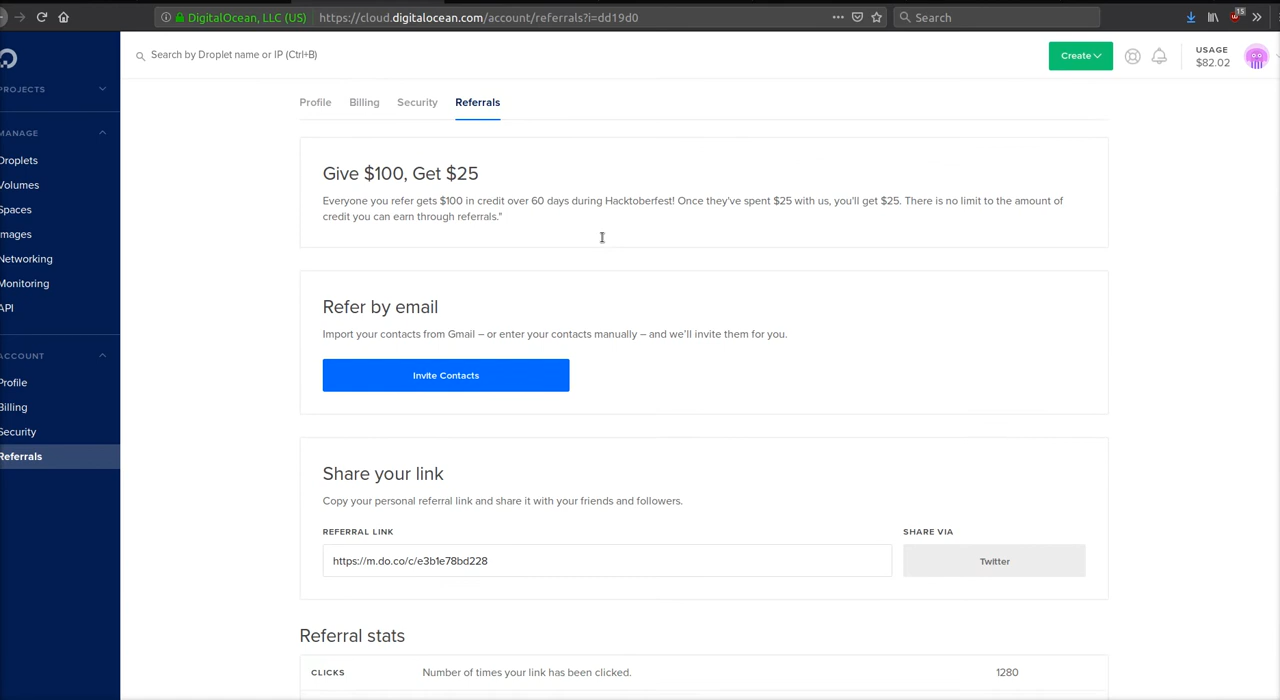 DigitalOcean, LLC (US)
https://cloud.digitalocean.com/account/referrals?i=dd19d0
Search
15
Search by Droplet name or IP (Ctrl+B)
Create
USAGE
$82.02
PROJECTS
MANAGE
Droplets
Volumes
Spaces
Images
Networking
Monitoring
API
ACCOUNT
Profile
Billing
Security
Referrals
Profile
Billing
Security
Referrals
Give $100, Get $25
Everyone you refer gets $100 in credit over 60 days during Hacktoberfest! Once they've spent $25 with us, you'll get $25. There is no limit to the amount of
credit you can earn through referrals."
Refer by email
Import your contacts from Gmail – or enter your contacts manually – and we'll invite them for you.
Invite Contacts
Share your link
Copy your personal referral link and share it with your friends and followers.
REFERRAL LINK
SHARE VIA
https://m.do.co/c/e3b1e78bd228
Twitter
Referral stats
CLICKS
Number of times your link has been clicked.
1280